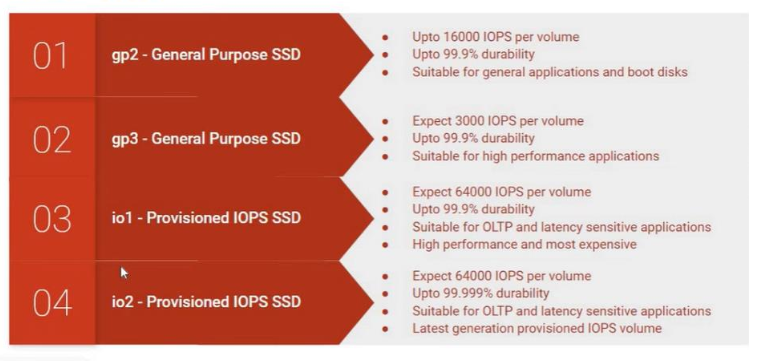 01
gp2 - General Purpose SSD
• Upto 16000 IOPS per volume
• Upto 99.9% durability
• Suitable for general applications and boot disks
02
gp3 - General Purpose SSD
• Expect 3000 IOPS per volume
• Upto 99.9% durability
• Suitable for high performance applications
03
io1 - Provisioned IOPS SSD
• Expect 64000 IOPS per volume
• Upto 99.9% durability
• Suitable for OLTP and latency sensitive applications
• High performance and most expensive
04
io2 - Provisioned IOPS SSD
• Expect 64000 IOPS per volume
• Upto 99.999% durability
• Suitable for OLTP and latency sensitive applications
• Latest generation provisioned IOPS volume